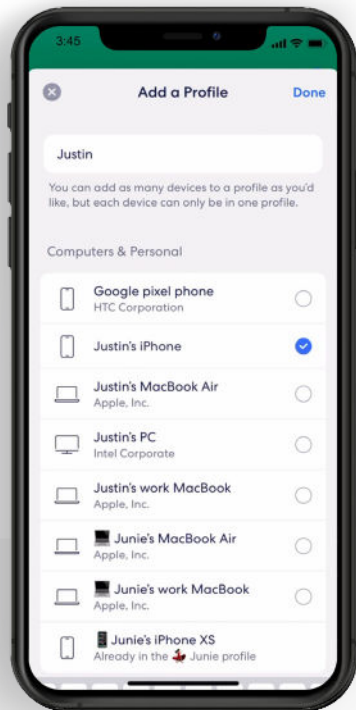 3:45
Add a Profile
Done
Justin
You can add as many devices to a profile as you'd
like, but each device can only be in one profile.
Computers & Personal
Google pixel phone
HTC Corporation
Justin's iPhone
Justin's MacBook Air
Apple, Inc.
Justin's PC
Intel Corporate
Justin's work MacBook
Apple, Inc.
Junie's MacBook Air
Apple, Inc.
Junie's work MacBook
Apple, Inc.
Junie's iPhone XS
Already in the 💃 Junie profile